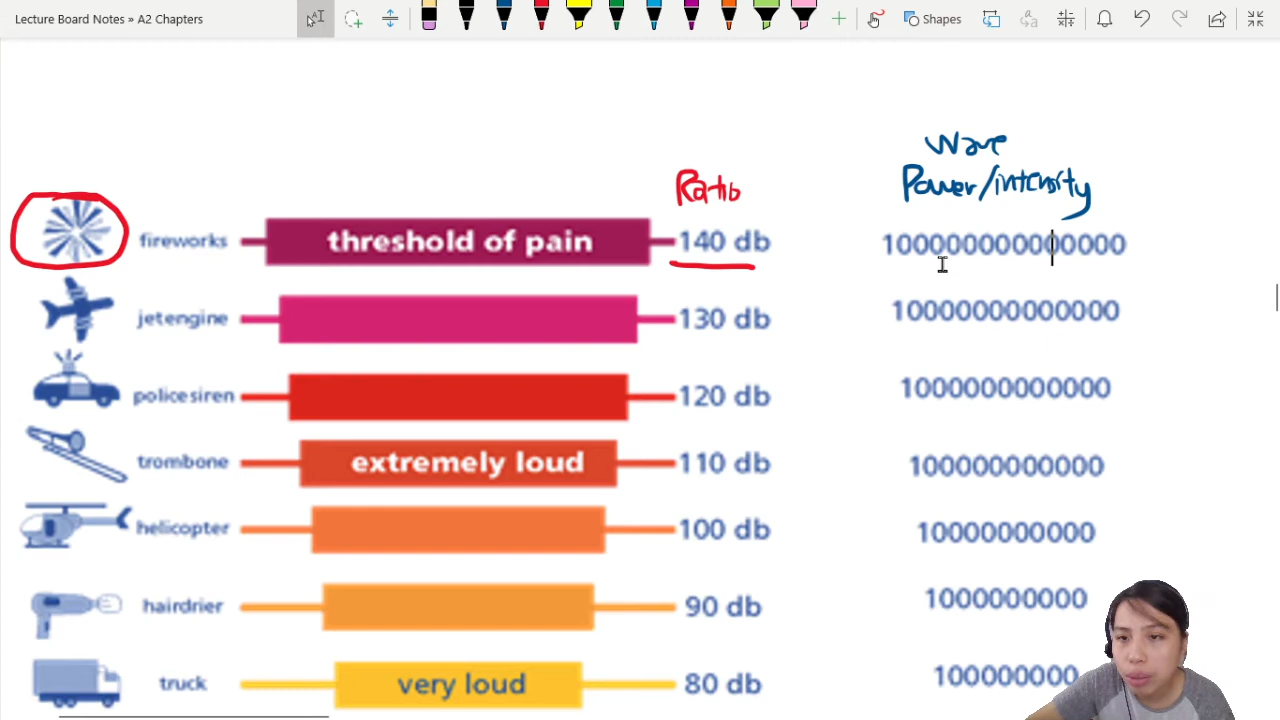 Lecture Board Notes - A2 Chapters
Shapes
Wave
Power/intensity
Ratio
fireworks threshold of pain 140 db 100000000000000
jetengine 130 db 10000000000000
policesiren 120 db 1000000000000
trombone extremely loud 110 db 100000000000
helicopter 100 db 10000000000
hairdrier 90 db 1000000000
truck very loud 80 db 100000000